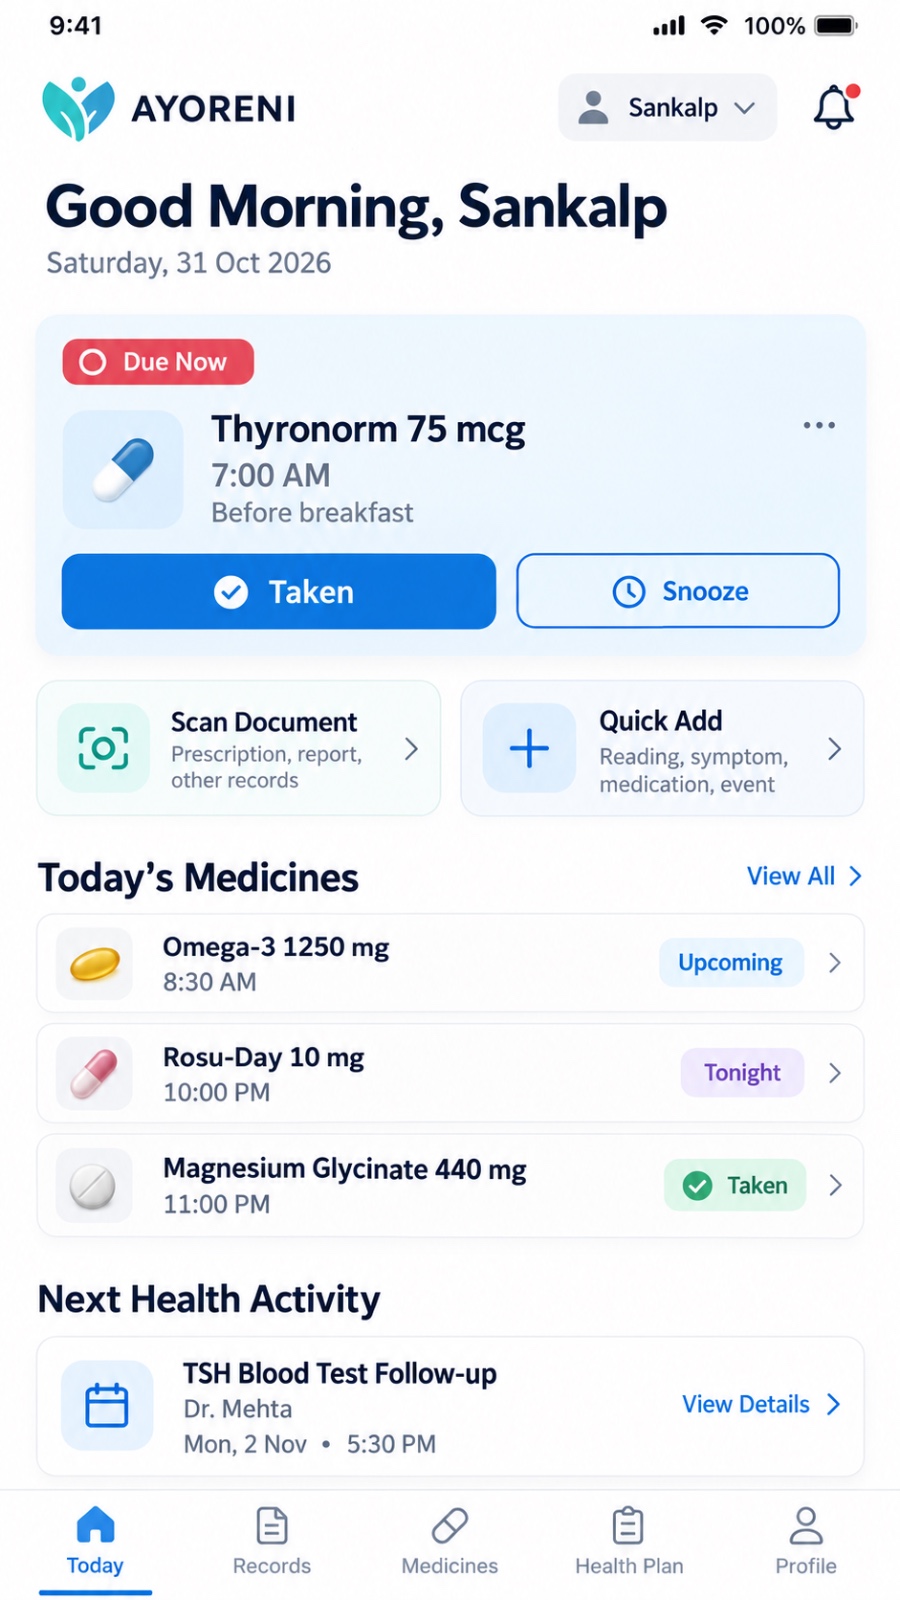 9:41
100%
AYORENI
Sankalp
Good Morning, Sankalp
Saturday, 31 Oct 2026
Due Now
Thyronorm 75 mcg
7:00 AM
Before breakfast
Taken
Snooze
Scan Document
Prescription, report,
other records
Quick Add
Reading, symptom,
medication, event
Today's Medicines
View All
Omega-3 1250 mg
8:30 AM
Upcoming
Rosu-Day 10 mg
10:00 PM
Tonight
Magnesium Glycinate 440 mg
11:00 PM
Taken
Next Health Activity
TSH Blood Test Follow-up
Dr. Mehta
Mon, 2 Nov • 5:30 PM
View Details
Today
Records
Medicines
Health Plan
Profile